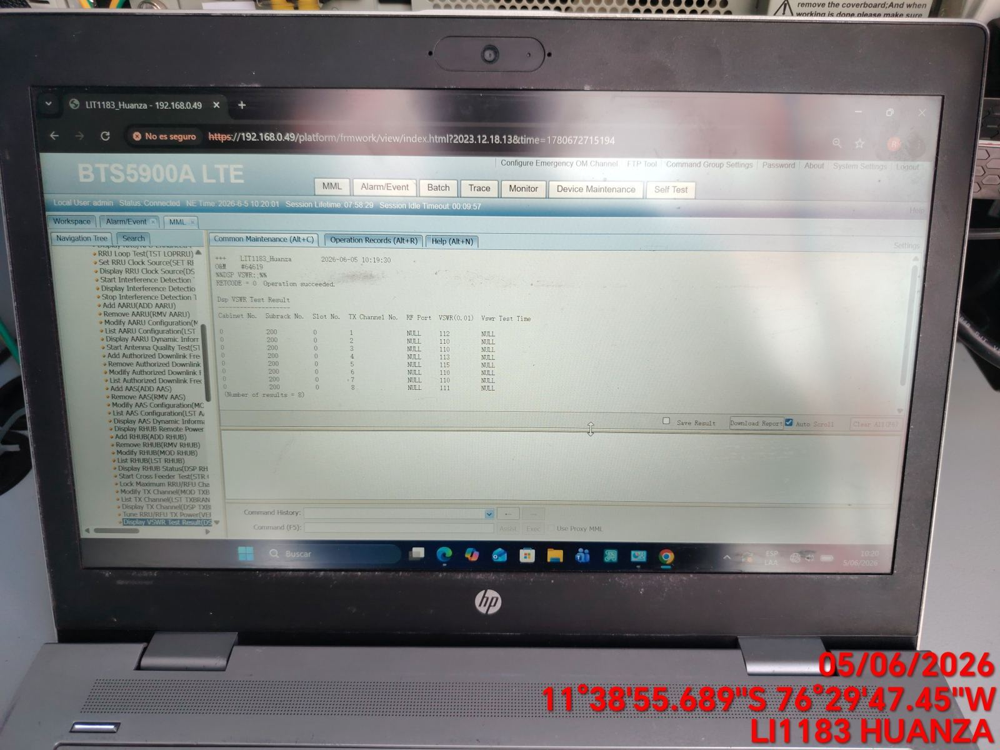 remove the coverboard;And when
working is done,please make sure
LIT1183_Huanza - 192.168.0.49
No es seguro https://192.168.0.49/platform/frmwork/view/index.html?2023.12.18.13&time=1780672715194
BTS5900A LTE
Configure Emergency OM Channel FTP Tool Command Group Settings Password About System Settings Logout
MML Alarm/Event Batch Trace Monitor Device Maintenance Self Test
Local User: admin Status: Connected NE Time: 2026-6-5 10:20:01 Session Lifetime: 07:58:29 Session Idle Timeout: 00:09:57
Help
Workspace Alarm/Event MML
Navigation Tree Search
Common Maintenance (Alt+C) Operation Records (Alt+R) Help (Alt+N)
Settings
RRU Loop Test(TST LOPRRU)
Set RRU Clock Source(SET RI
Display RRU Clock Source(DS
Start Interference Detection
Display Interference Detectio
Stop Interference Detection T
Add AARU(ADD AARU)
Remove AARU(RMV AARU)
Modify AARU Configuration(M
List AARU Configuration(LST
Display AARU Dynamic Inforr
Start Antenna Quality Test(ST
Add Authorized Downlink Fre
Remove Authorized Downlink
Modify Authorized Downlink F
List Authorized Downlink Frec
Add AAS(ADD AAS)
Remove AAS(RMV AAS)
Modify AAS Configuration(MC
List AAS Configuration(LST A
Display AAS Dynamic Informa
Display RHUB Remote Power
Add RHUB(ADD RHUB)
Remove RHUB(RMV RHUB)
Modify RHUB(MOD RHUB)
List RHUB(LST RHUB)
Display RHUB Status(DSP RH
Start Cross Feeder Test(STR
Lock Maximum RRU/RFU Cha
Modify TX Channel(MOD TXB
List TX Channel(LST TXBRAN
Display TX Channel(DSP TXBI
Tune RRU/RFU TX Power(VE
Display VSWR Test Result(DS
+++ LIT1183_Huanza 2026-06-05 10:19:30
O&M #64619
%%DSP VSWR:;%%
RETCODE = 0 Operation succeeded.
Dsp VSWR Test Result
--------------------
Cabinet No. Subrack No. Slot No. TX Channel No. RF Port VSWR(0.01) Vswr Test Time
0 200 0 1 NULL 112 NULL
0 200 0 2 NULL 110 NULL
0 200 0 3 NULL 110 NULL
0 200 0 4 NULL 113 NULL
0 200 0 5 NULL 115 NULL
0 200 0 6 NULL 110 NULL
0 200 0 7 NULL 110 NULL
0 200 0 8 NULL 111 NULL
(Number of results = 8)
Save Result Download Report Auto Scroll Clear All(F6)
Command History:
Command (F5): Assist Exec Use Proxy MML
Buscar
ESP
LAA
10:20
5/06/2026
hp
05/06/2026
11°38'55.689"S 76°29'47.45"W
LI1183 HUANZA